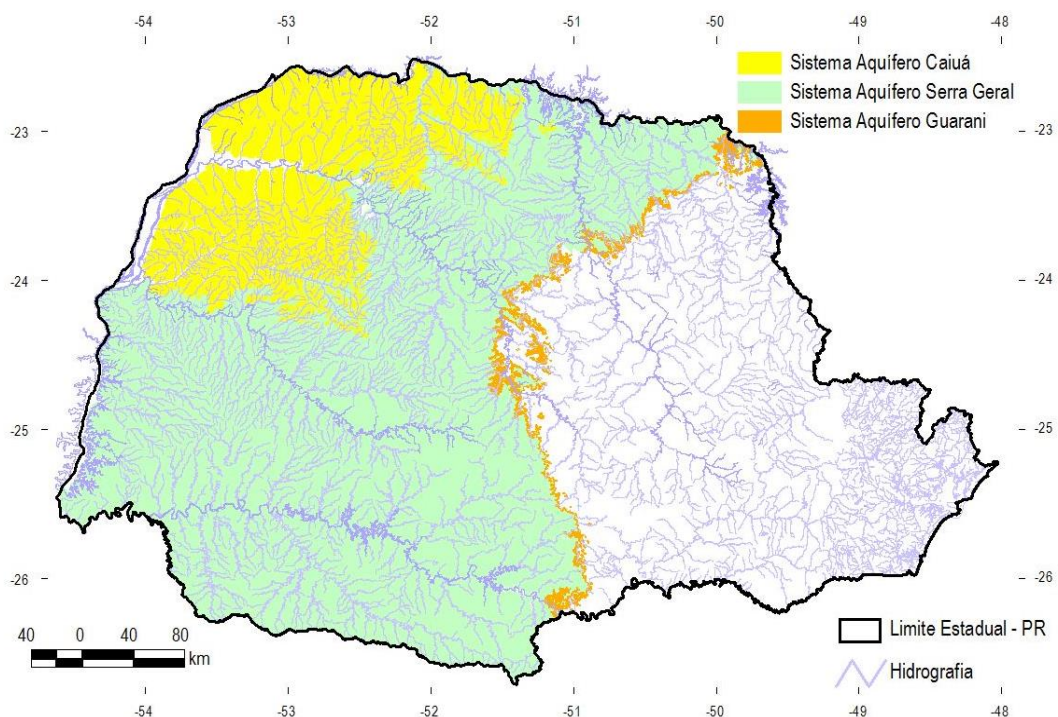 -54 -53 -52 -51 -50 -49 -48
Sistema Aquífero Caiuá
Sistema Aquífero Serra Geral
Sistema Aquífero Guarani
-23 -23
-24 -24
-25 -25
-26 -26
40 0 40 80
km
Limite Estadual - PR
Hidrografia
-54 -53 -52 -51 -50 -49 -48